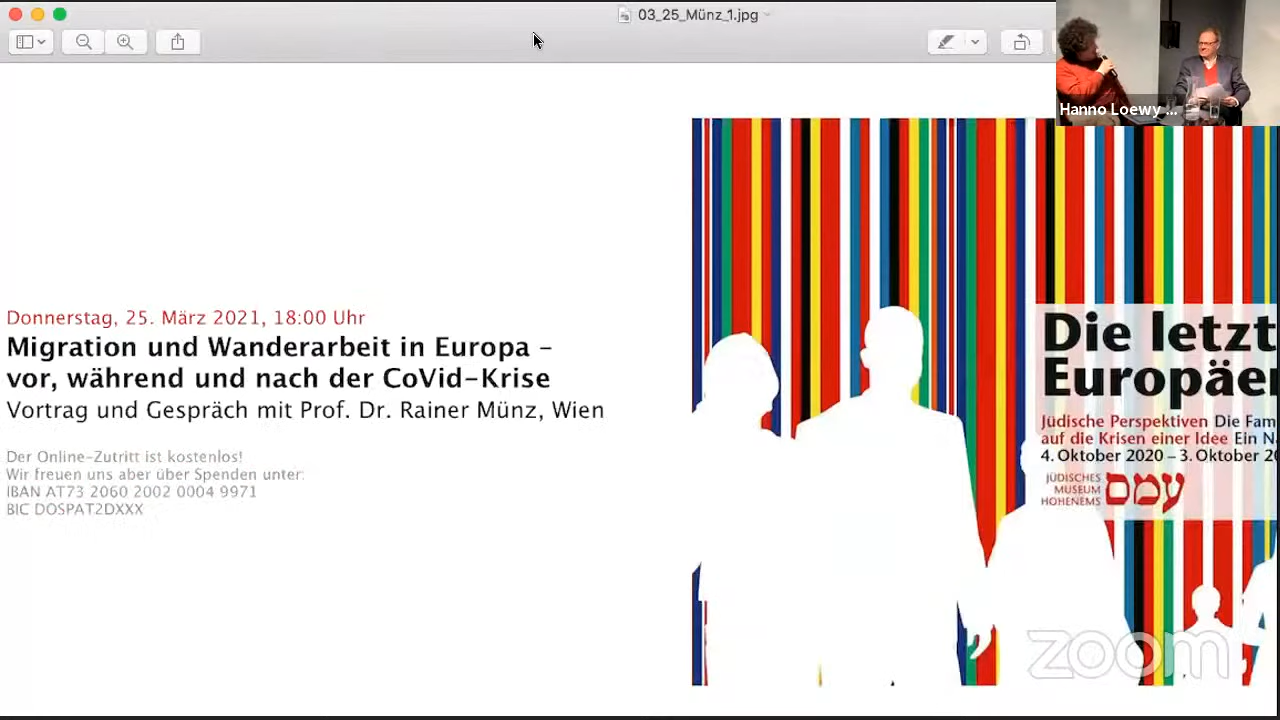 03_25_Münz_1.jpg
Hanno Loewy ...
Donnerstag, 25. März 2021, 18:00 Uhr
Migration und Wanderarbeit in Europa –
vor, während und nach der CoVid-Krise
Vortrag und Gespräch mit Prof. Dr. Rainer Münz, Wien
Der Online-Zutritt ist kostenlos!
Wir freuen uns aber über Spenden unter:
IBAN AT73 2060 2002 0004 9971
BIC DOSPAT2DXXX
Die letzt
Europäer
Jüdische Perspektiven Die Fam
auf die Krisen einer Idee Ein Na
4. Oktober 2020 – 3. Oktober 20
JÜDISCHES
MUSEUM
HOHENEMS
עמס
zoom